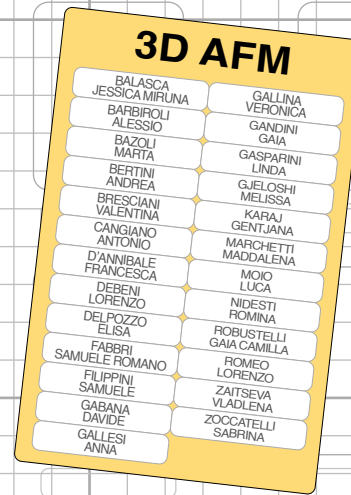 3D AFM
BALASCA
JESSICA MIRUNA
BARBIROLI
ALESSIO
BAZOLI
MARTA
BERTINI
ANDREA
BRESCIANI
VALENTINA
CANGIANO
ANTONIO
D'ANNIBALE
FRANCESCA
DEBENI
LORENZO
DELPOZZO
ELISA
FABBRI
SAMUELE ROMANO
FILIPPINI
SAMUELE
GABANA
DAVIDE
GALLESI
ANNA
GALLINA
VERONICA
GANDINI
GAIA
GASPARINI
LINDA
GJELOSHI
MELISSA
KARAJ
GENTJANA
MARCHETTI
MADDALENA
MOIO
LUCA
NIDESTI
ROMINA
ROBUSTELLI
GAIA CAMILLA
ROMEO
LORENZO
ZAITSEVA
VLADLENA
ZOCCATELLI
SABRINA